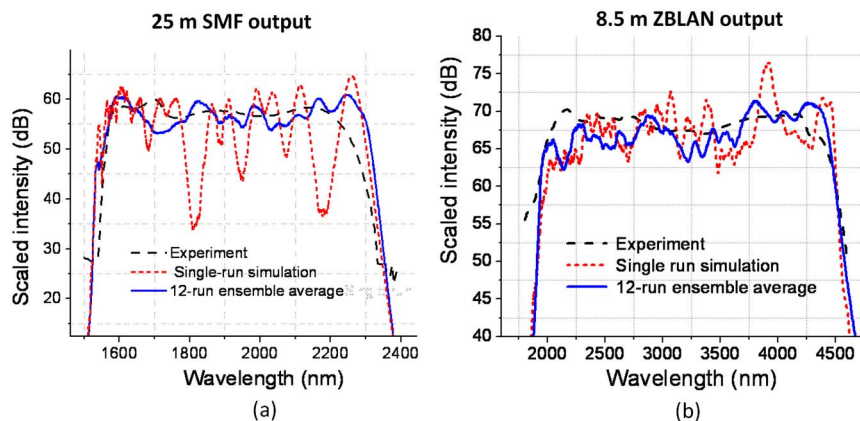 25 m SMF output
8.5 m ZBLAN output
Scaled intensity (dB)
60
50
40
30
20
Experiment
Single-run simulation
12-run ensemble average
1600 1800 2000 2200 2400
Wavelength (nm)
(a)
Scaled intensity (dB)
80
75
70
65
60
55
50
45
40
Experiment
Single run simulation
12-run ensemble average
2000 2500 3000 3500 4000 4500
Wavelength (nm)
(b)